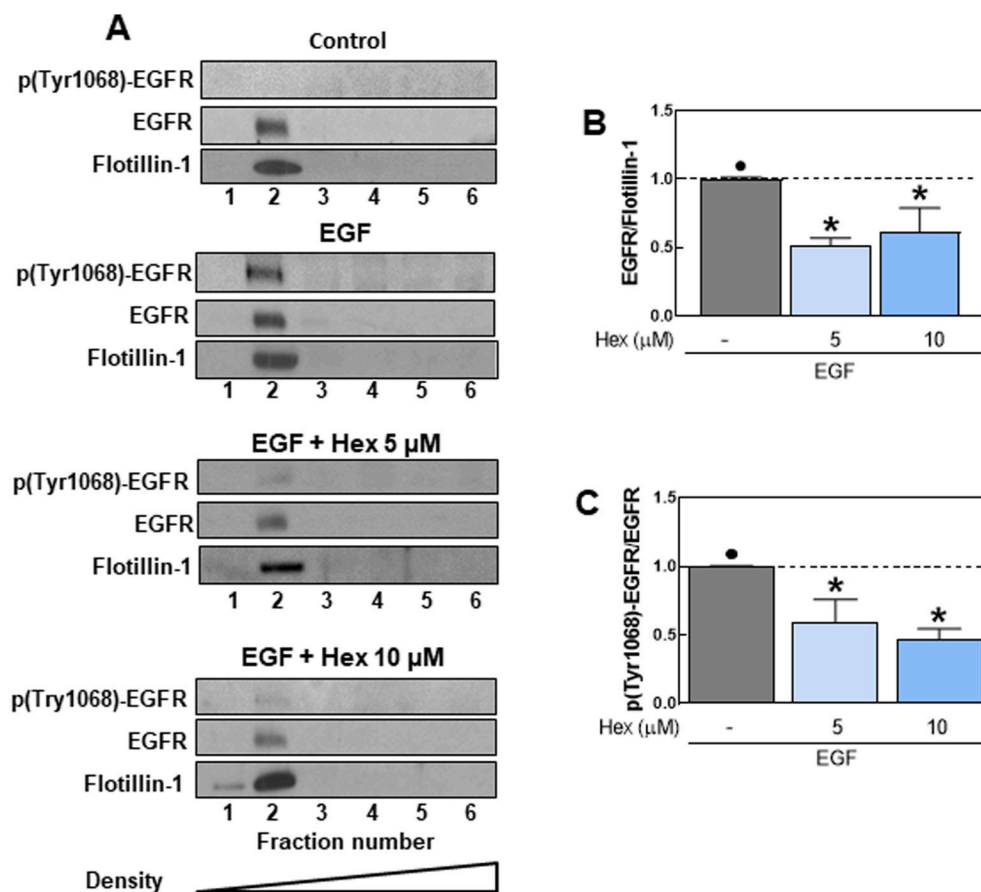 A
Control
p(Tyr1068)-EGFR
EGFR
Flotillin-1
1 2 3 4 5 6
EGF
p(Tyr1068)-EGFR
EGFR
Flotillin-1
1 2 3 4 5 6
EGF + Hex 5 µM
p(Tyr1068)-EGFR
EGFR
Flotillin-1
1 2 3 4 5 6
EGF + Hex 10 µM
p(Try1068)-EGFR
EGFR
Flotillin-1
1 2 3 4 5 6
Fraction number
Density
B
EGFR/Flotillin-1
1.5
1.0
0.5
0.0
* *
Hex (µM) - 5 10
EGF
C
p(Tyr1068)-EGFR/EGFR
1.5
1.0
0.5
0.0
* *
Hex (µM) - 5 10
EGF